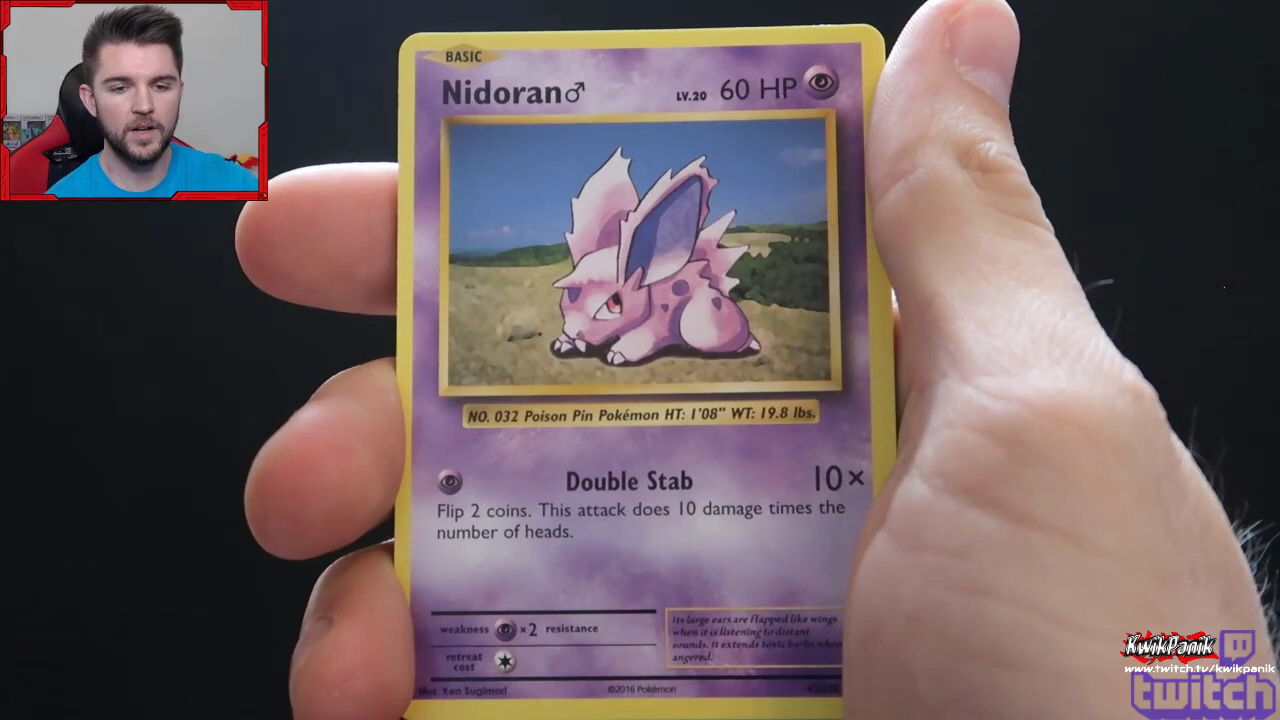 BASIC
Nidoran♂ LV.20 60 HP
NO. 032 Poison Pin Pokémon HT: 1'08" WT: 19.8 lbs.
Double Stab 10×
Flip 2 coins. This attack does 10 damage times the
number of heads.
weakness ×2 resistance
retreat
cost
Its large ears are flapped like wings
when it is listening to distant
sounds. It extends toxic barbs when
angered.
Illus. Ken Sugimori ©2016 Pokémon
KwikPanik
www.twitch.tv/kwikpanik
twitch